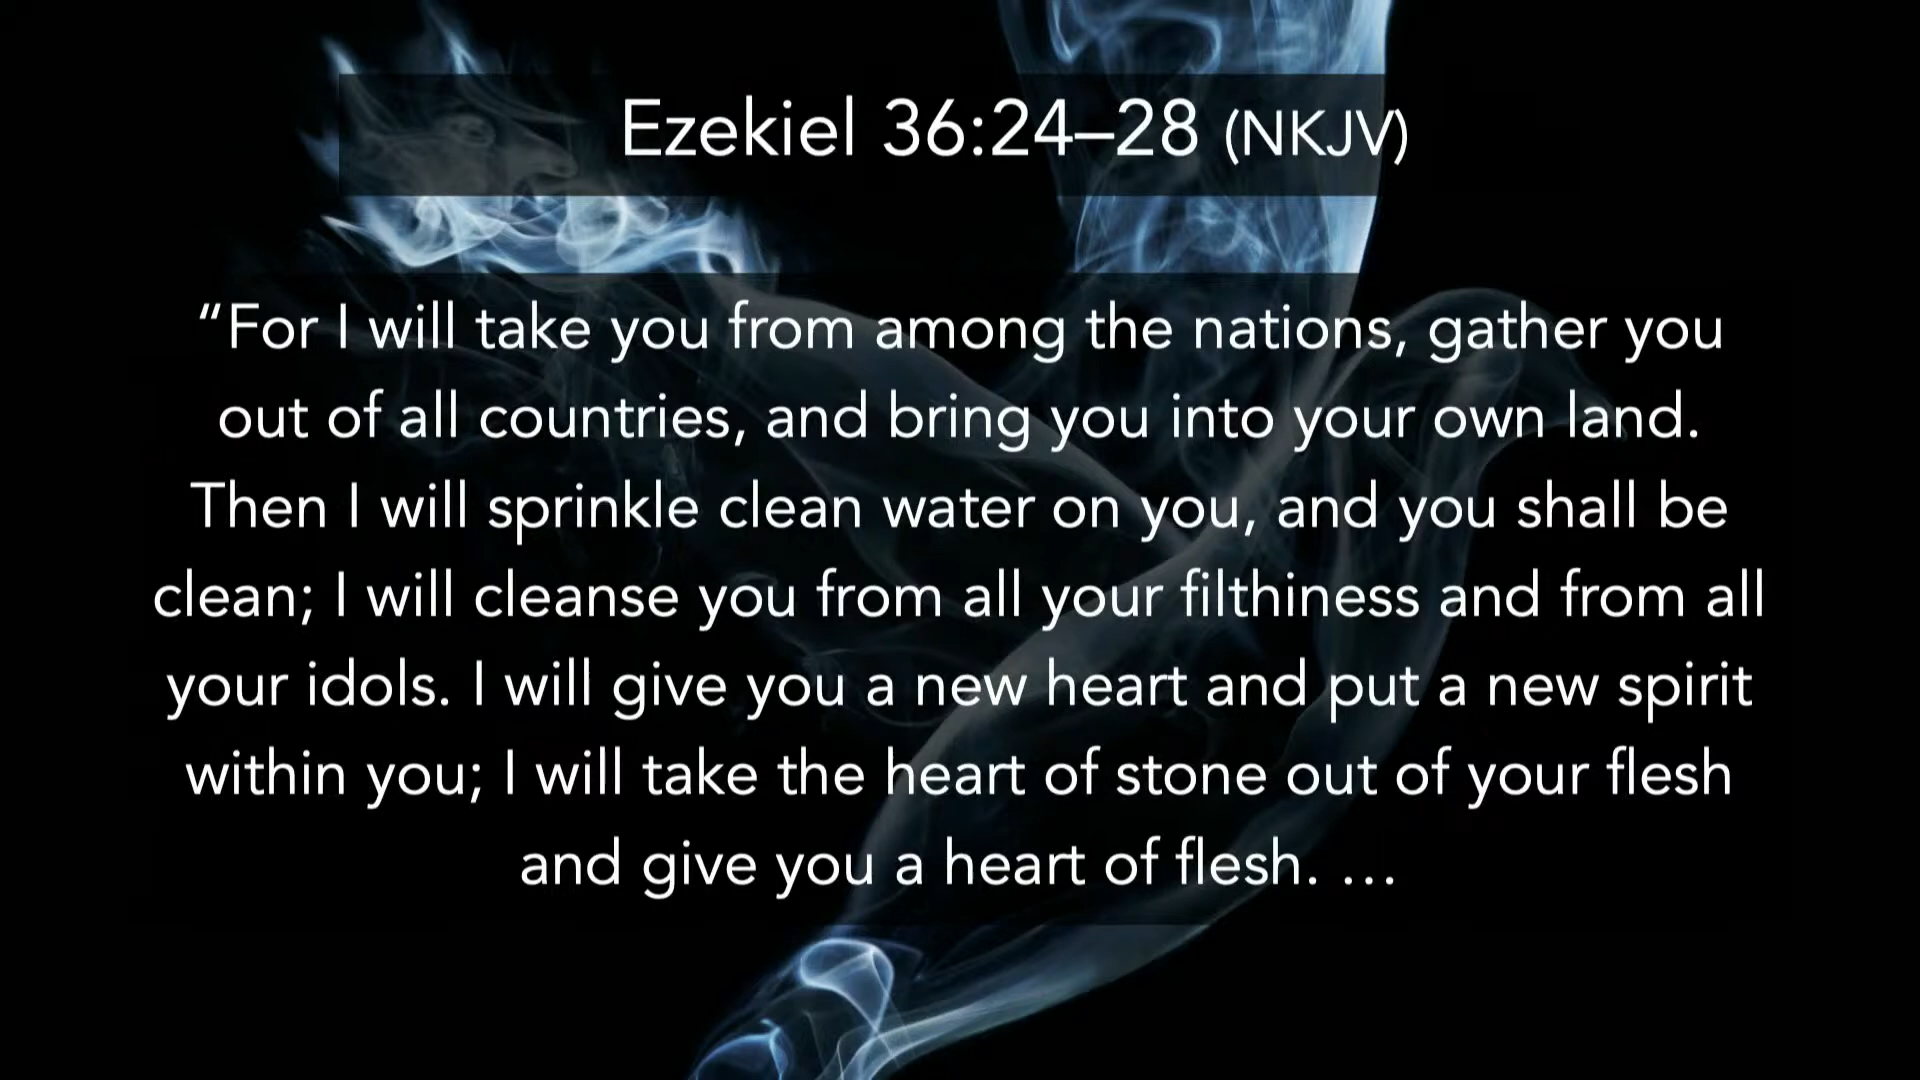 Ezekiel 36:24–28 (NKJV)
“For I will take you from among the nations, gather you
out of all countries, and bring you into your own land.
Then I will sprinkle clean water on you, and you shall be
clean; I will cleanse you from all your filthiness and from all
your idols. I will give you a new heart and put a new spirit
within you; I will take the heart of stone out of your flesh
and give you a heart of flesh. …